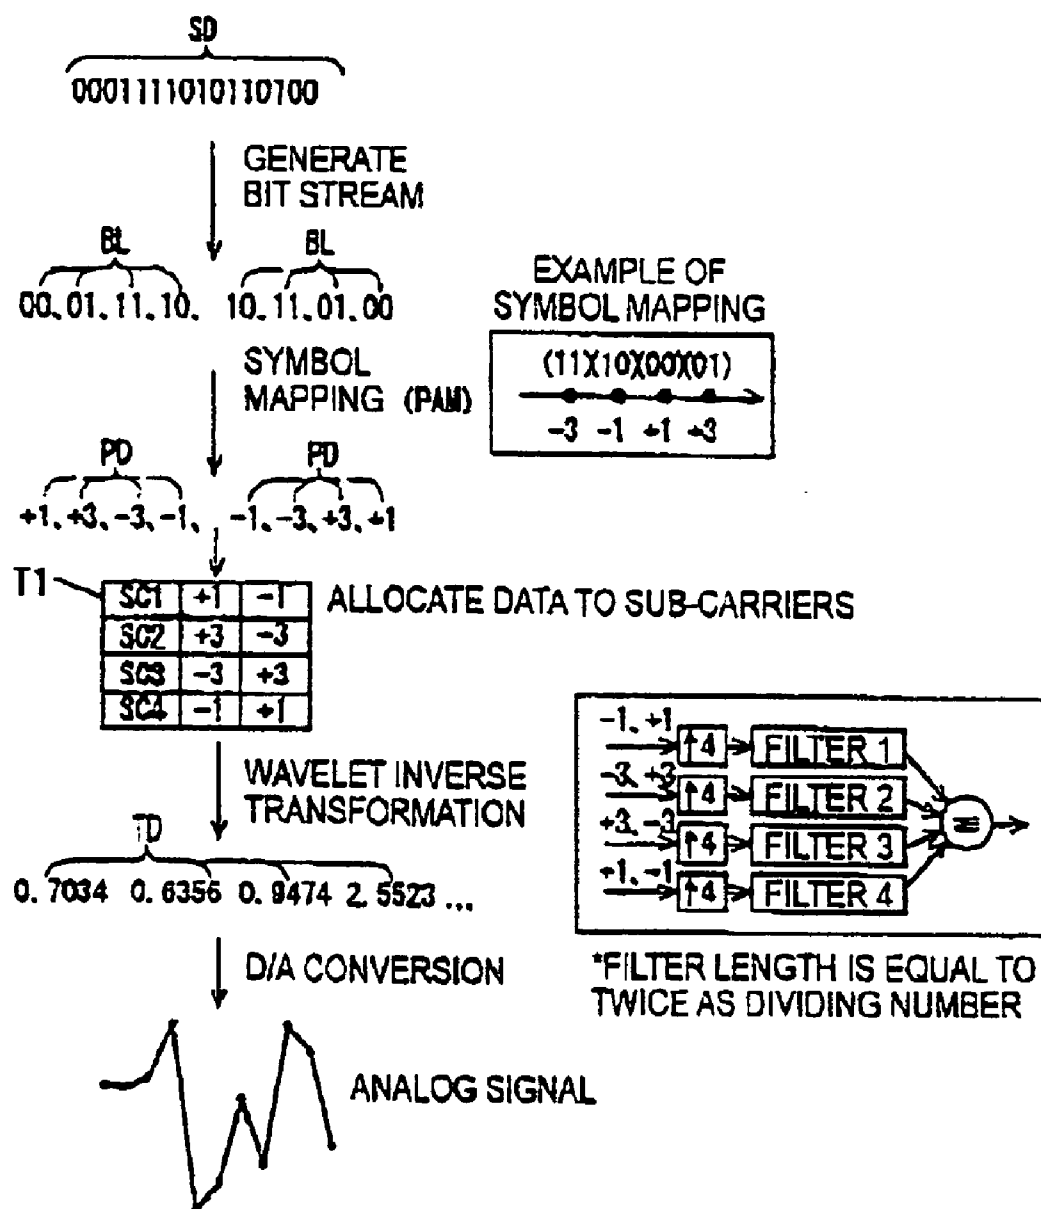 SD
0001111010110100
GENERATE
BIT STREAM
BL BL
00.01.11.10. 10.11.01.00
EXAMPLE OF
SYMBOL MAPPING
(11)(10)(00)(01)
-3 -1 +1 +3
SYMBOL
MAPPING (PAM)
PD PD
+1.+3.-3.-1. -1.-3.+3.+1
T1
SC1 +1 -1
SC2 +3 -3
SC3 -3 +3
SC4 -1 +1
ALLOCATE DATA TO SUB-CARRIERS
WAVELET INVERSE
TRANSFORMATION
TD
0.7034 0.6356 0.9474 2.5523...
-1. +1 ↑4 FILTER 1
-3. +3 ↑4 FILTER 2
+3. -3 ↑4 FILTER 3
+1. -1 ↑4 FILTER 4
*FILTER LENGTH IS EQUAL TO
TWICE AS DIVIDING NUMBER
D/A CONVERSION
ANALOG SIGNAL